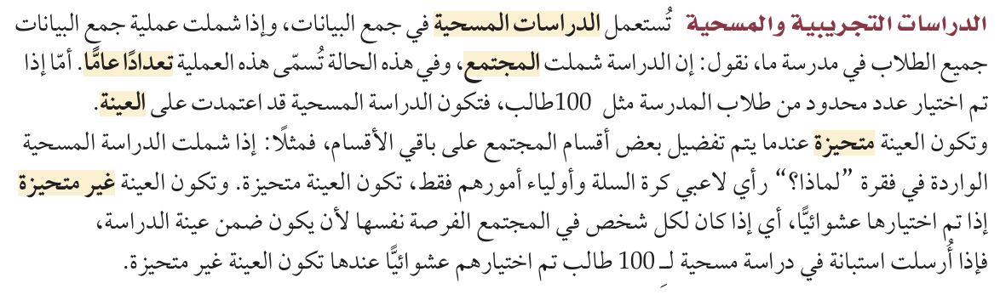 الدراسات التجريبية والمسحية تُستعمل الدراسات المسحية في جمع البيانات، وإذا شملت عملية جمع البيانات
جميع الطلاب في مدرسة ما، نقول: إن الدراسة شملت المجتمع، وفي هذه الحالة تُسمّى هذه العملية تعدادًا عامًّا. أمّا إذا
تم اختيار عدد محدود من طلاب المدرسة مثل 100 طالب، فتكون الدراسة المسحية قد اعتمدت على العينة.
وتكون العينة متحيزة عندما يتم تفضيل بعض أقسام المجتمع على باقي الأقسام، فمثلًا: إذا شملت الدراسة المسحية
الواردة في فقرة ”لماذا؟“ رأي لاعبي كرة السلة وأولياء أمورهم فقط، تكون العينة متحيزة. وتكون العينة غير متحيزة
إذا تم اختيارها عشوائيًّا، أي إذا كان لكل شخص في المجتمع الفرصة نفسها لأن يكون ضمن عينة الدراسة،
فإذا أُرسلت استبانة في دراسة مسحية لـ 100 طالب تم اختيارهم عشوائيًّا عندها تكون العينة غير متحيزة.